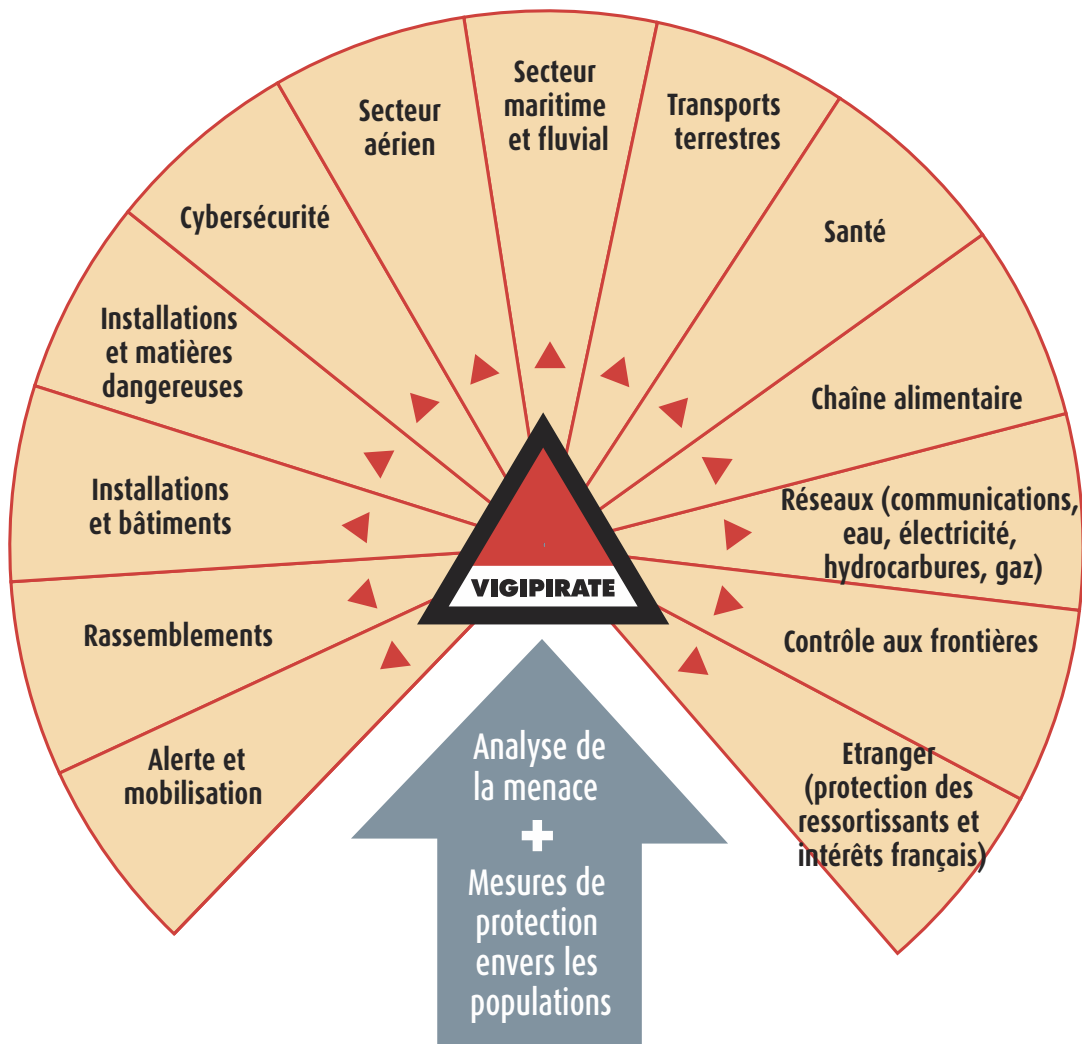 Alerte et
mobilisation
Rassemblements
Installations
et bâtiments
Installations
et matières
dangereuses
Cybersécurité
Secteur
aérien
Secteur
maritime
et fluvial
Transports
terrestres
Santé
Chaîne alimentaire
Réseaux (communications,
eau, électricité,
hydrocarbures, gaz)
Contrôle aux frontières
Etranger
(protection des
ressortissants et
intérêts français)
VIGIPIRATE
Analyse de
la menace
+
Mesures de
protection
envers les
populations